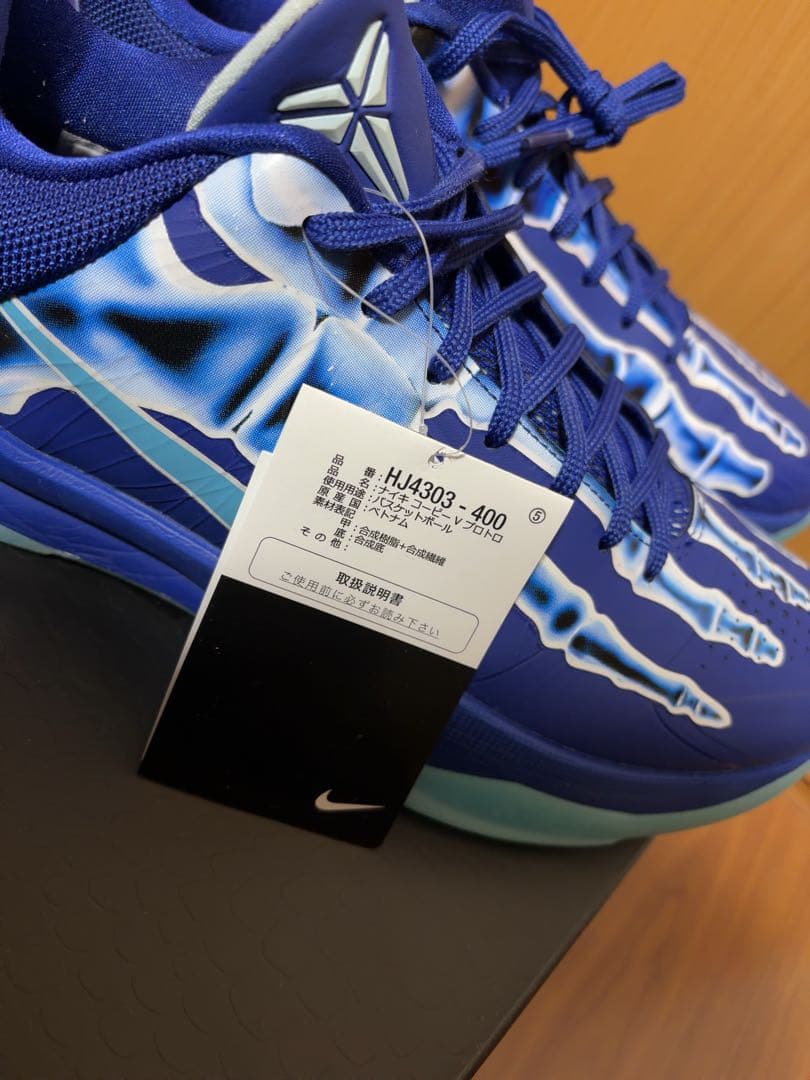 品番：HJ4303-400 ⑤
品名：ナイキ コービー V プロトロ
使用用途：バスケットボール
原産国：ベトナム
素材表記
甲：合成樹脂+合成繊維
底：合成底
その他：
取扱説明書
ご使用前に必ずお読み下さい